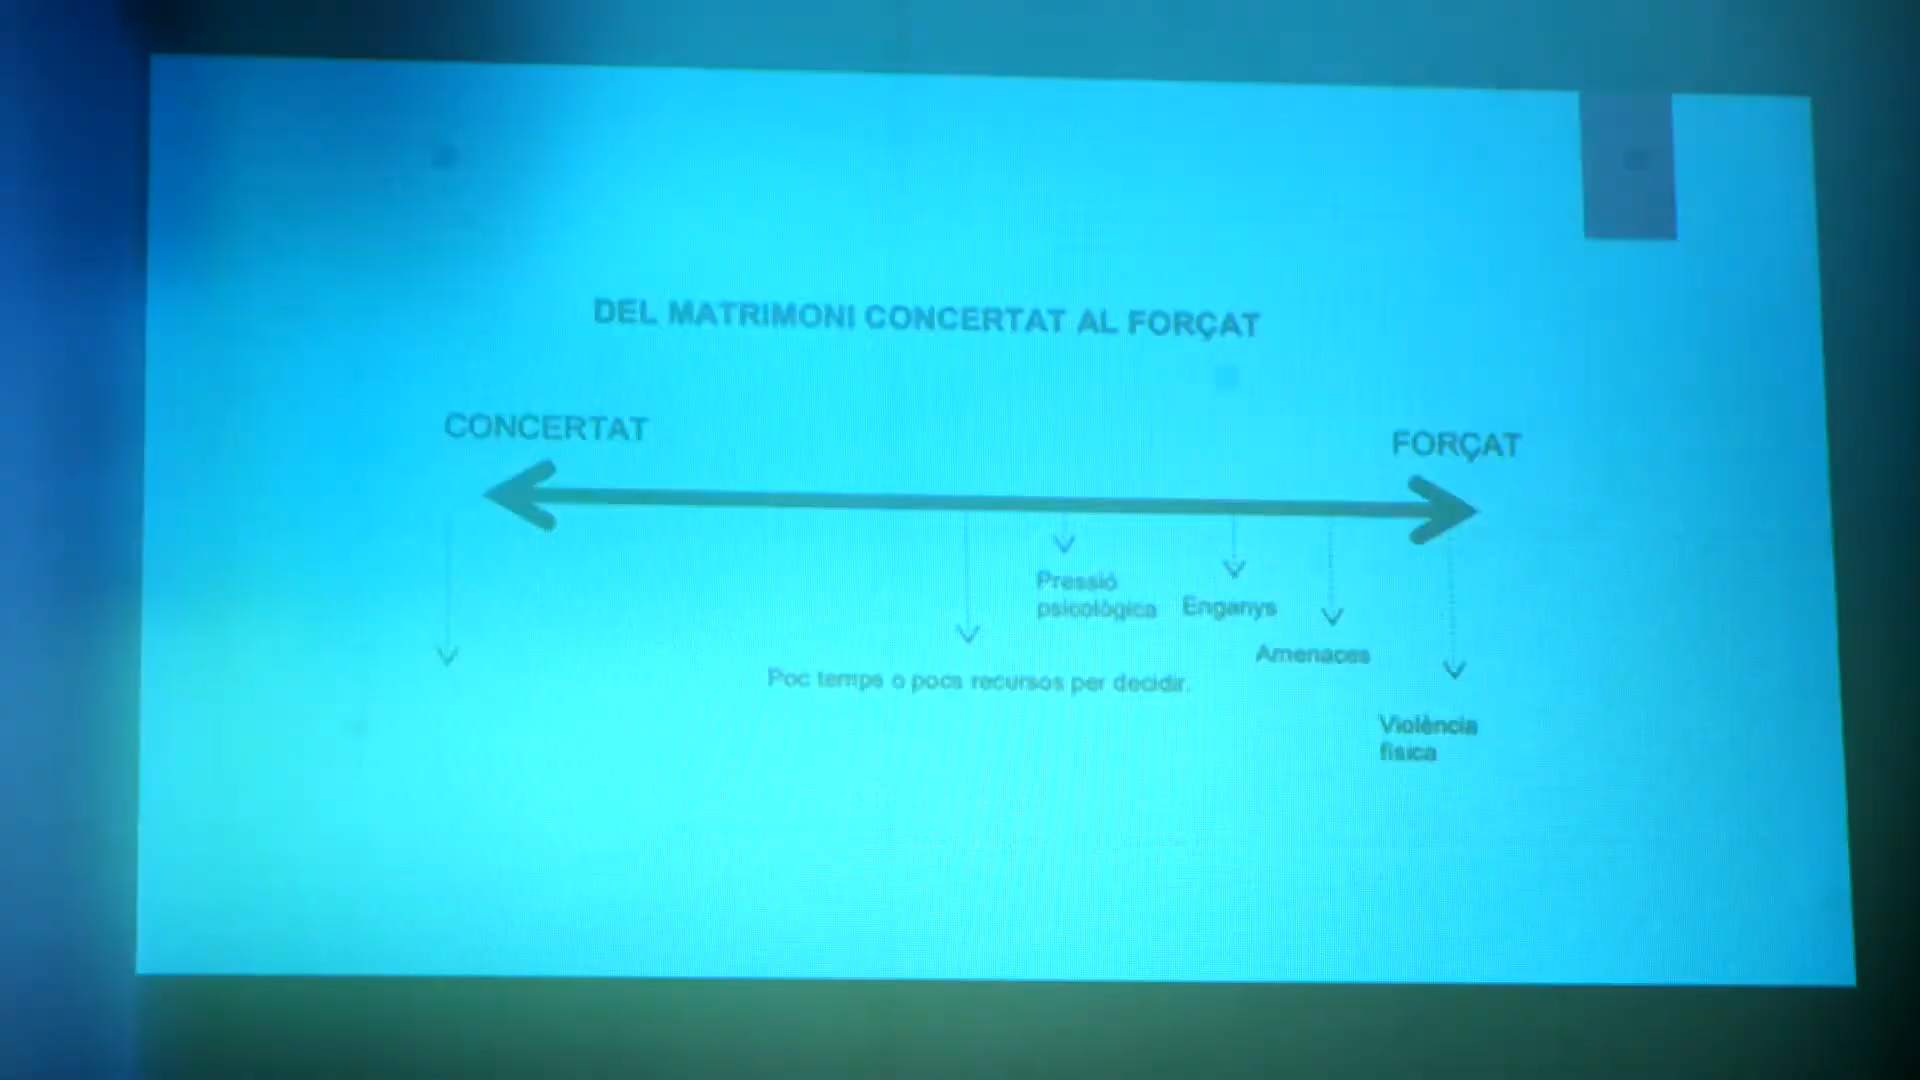 DEL MATRIMONI CONCERTAT AL FORÇAT
CONCERTAT
FORÇAT
Pressió
psicològica
Enganys
Amenaces
Poc temps o pocs recursos per decidir.
Violència
física